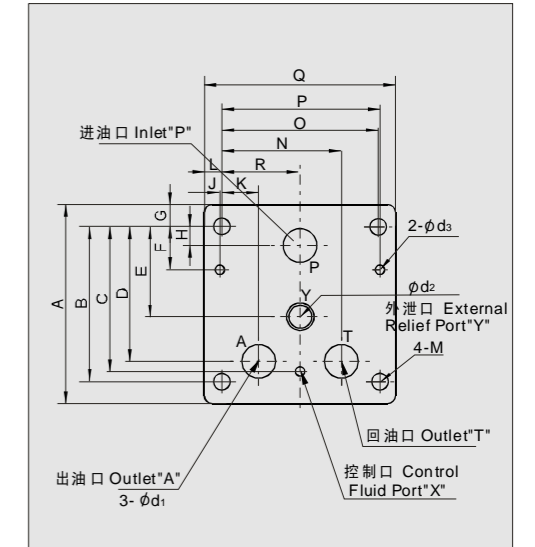 Q
P
O
N
进油口 Inlet"P"
L R
J K
G
H
F
E
D
C
B
A
2-ϕd₃
P
ϕd₂
Y
外泄口 External
Relief Port"Y"
A
T
4-M
回油口 Outlet"T"
出油口 Outlet"A"
3- ϕd₁
控制口 Control
Fluid Port"X"